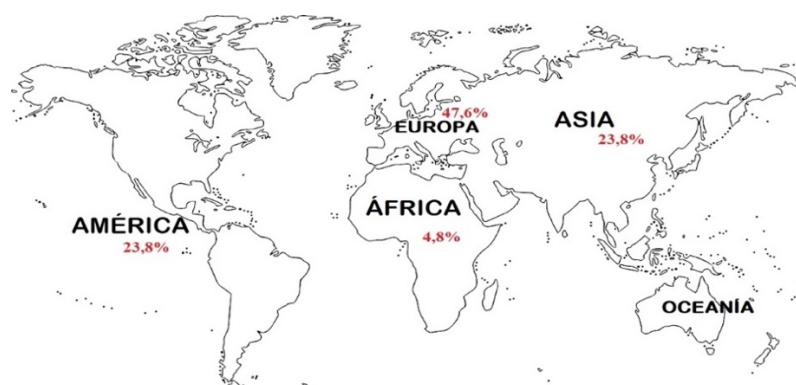 47,6%
EUROPA
ASIA
23,8%
ÁFRICA
4,8%
AMÉRICA
23,8%
OCEANÍA